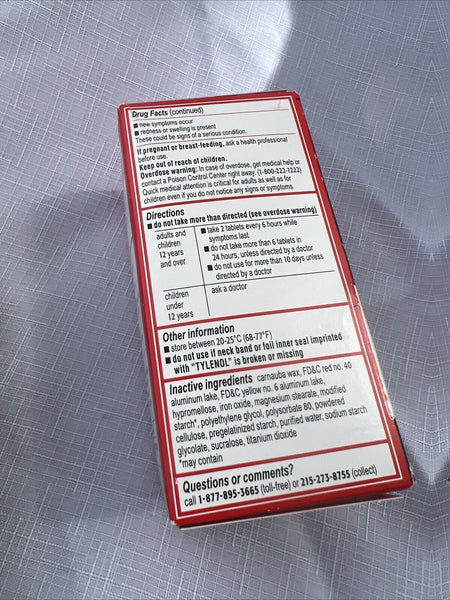 Drug Facts (continued)
■ new symptoms occur
■ redness or swelling is present
These could be signs of a serious condition.
If pregnant or breast-feeding, ask a health professional
before use.
Keep out of reach of children.
Overdose warning: In case of overdose, get medical help or
contact a Poison Control Center right away. (1-800-222-1222)
Quick medical attention is critical for adults as well as for
children even if you do not notice any signs or symptoms.
Directions
■ do not take more than directed (see overdose warning)
adults and
children
12 years
and over
■ take 2 tablets every 6 hours while
symptoms last
■ do not take more than 6 tablets in
24 hours, unless directed by a doctor
■ do not use for more than 10 days unless
directed by a doctor
children
under
12 years
ask a doctor
Other information
■ store between 20-25°C (68-77°F)
■ do not use if neck band or foil inner seal imprinted
with "TYLENOL" is broken or missing
Inactive ingredients carnauba wax, FD&C red no. 40
aluminum lake, FD&C yellow no. 6 aluminum lake,
hypromellose, iron oxide, magnesium stearate, modified
starch*, polyethylene glycol, polysorbate 80, powdered
cellulose, pregelatinized starch, purified water, sodium starch
glycolate, sucralose, titanium dioxide
*may contain
Questions or comments?
call 1-877-895-3665 (toll-free) or 215-273-8755 (collect)